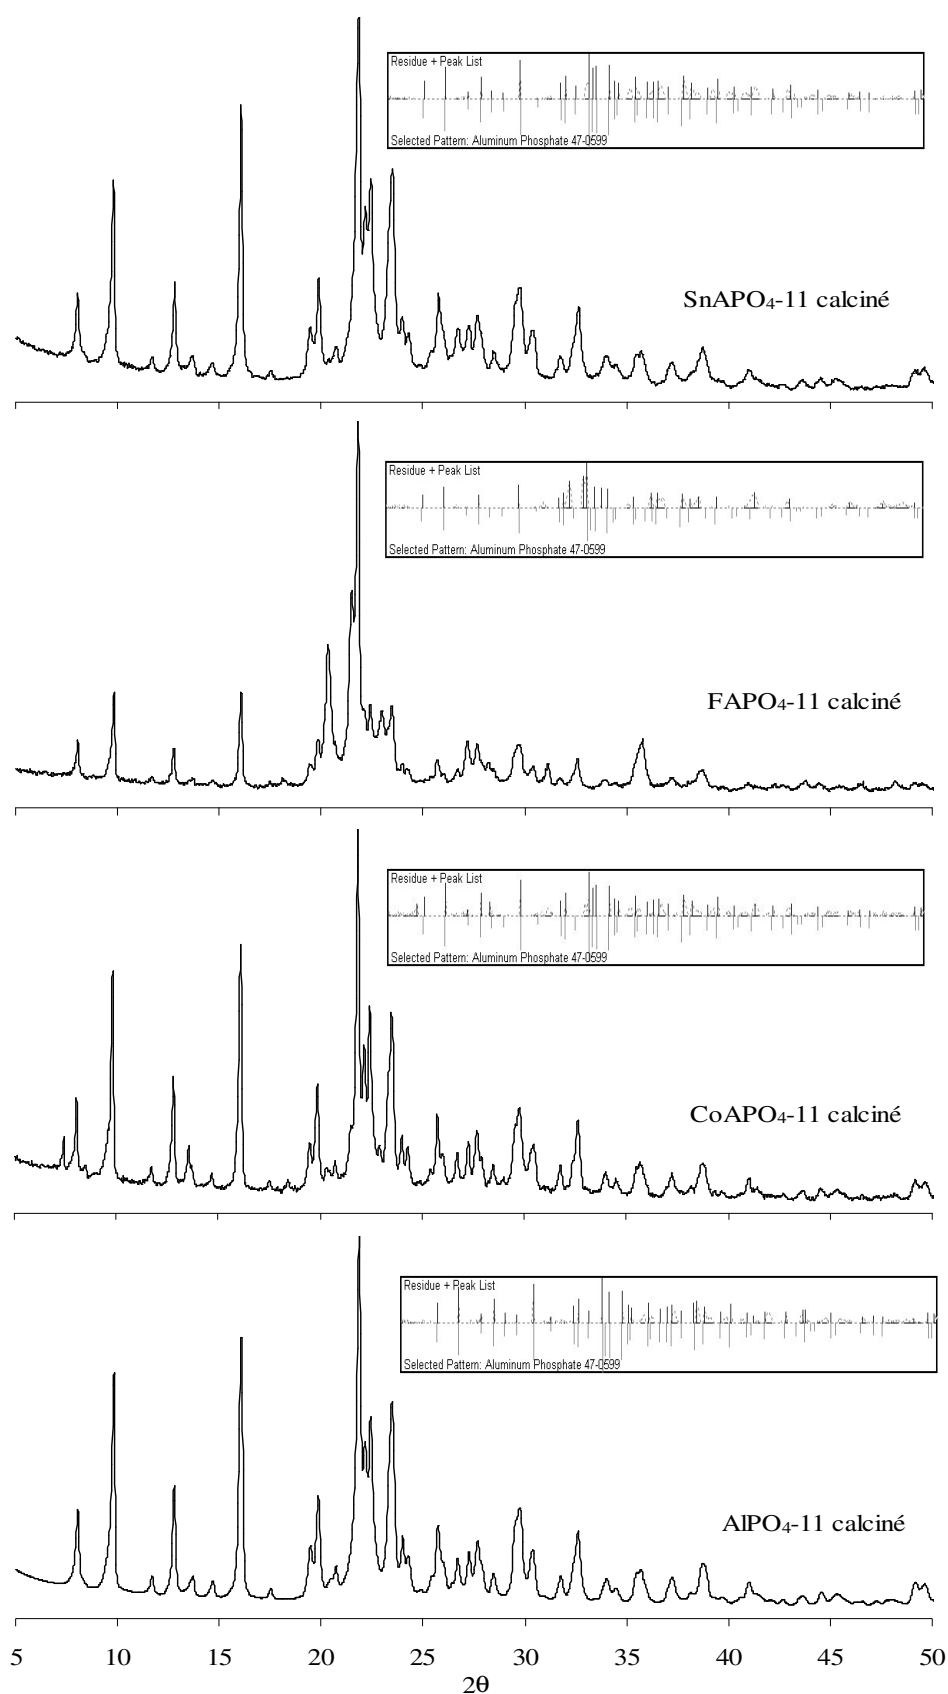 Residue + Peak List
Selected Pattern: Aluminum Phosphate 47-0599
SnAPO₄-11 calciné
Residue + Peak List
Selected Pattern: Aluminum Phosphate 47-0599
FAPO₄-11 calciné
Residue + Peak List
Selected Pattern: Aluminum Phosphate 47-0599
CoAPO₄-11 calciné
Residue + Peak List
Selected Pattern: Aluminum Phosphate 47-0599
AlPO₄-11 calciné
5 10 15 20 25 30 35 40 45 50
2θ